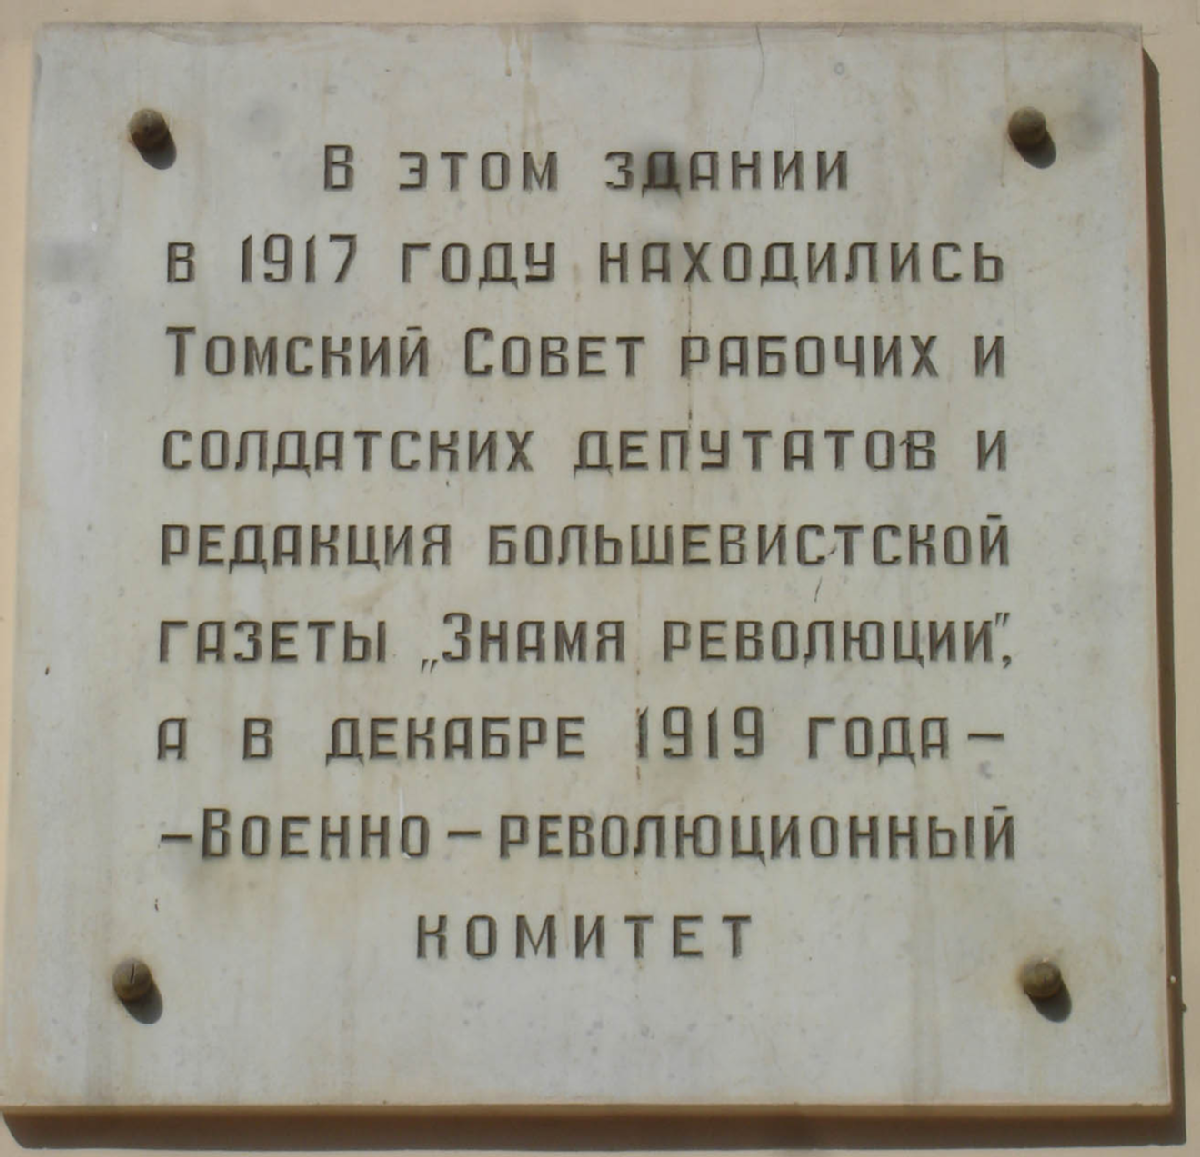 В этом здании
в 1917 году находились
Томский Совет рабочих и
солдатских депутатов и
редакция большевистской
газеты „Знамя революции",
а в декабре 1919 года –
–Военно – революционный
комитет